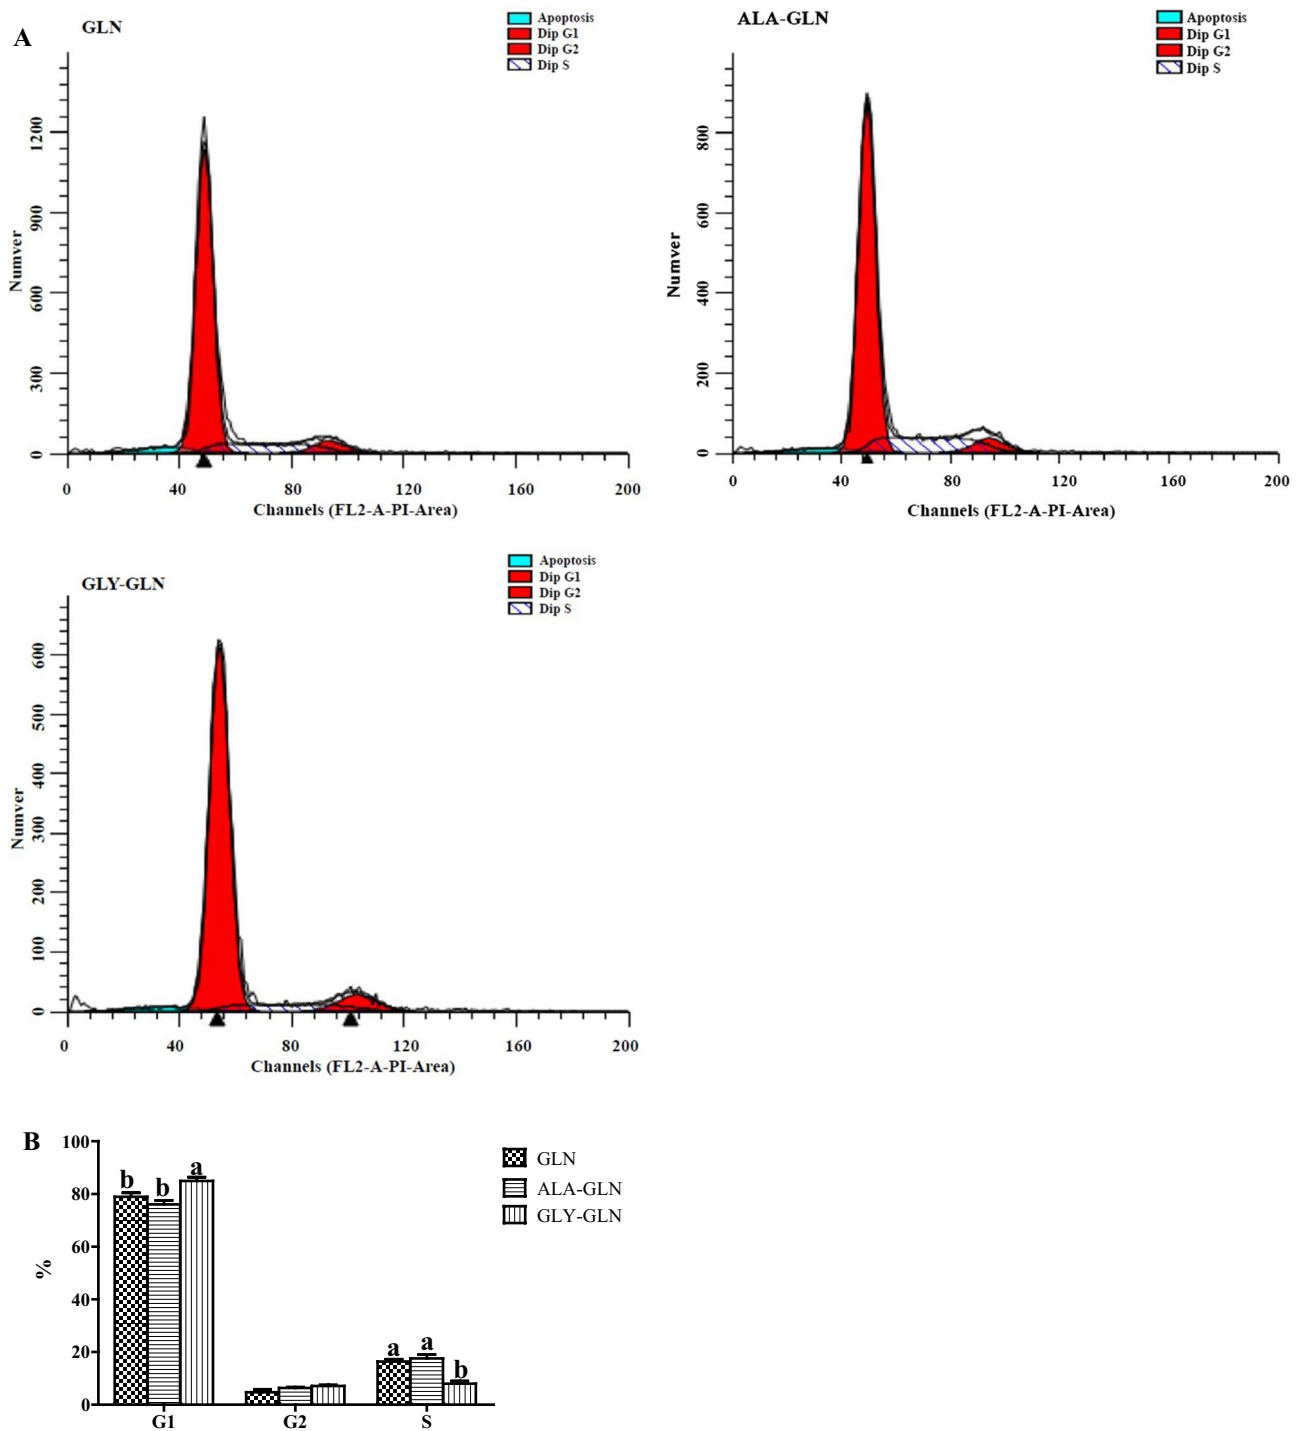 A
GLN
Apoptosis
Dip G1
Dip G2
Dip S
1200
900
600
300
0
Numver
0 40 80 120 160 200
Channels (FL2-A-PI-Area)
ALA-GLN
Apoptosis
Dip G1
Dip G2
Dip S
800
600
400
200
0
Numver
0 40 80 120 160 200
Channels (FL2-A-PI-Area)
GLY-GLN
Apoptosis
Dip G1
Dip G2
Dip S
600
500
400
300
200
100
0
Numver
0 40 80 120 160 200
Channels (FL2-A-PI-Area)
B
100
80
60
40
20
0
%
b b a
a a b
G1 G2 S
GLN
ALA-GLN
GLY-GLN